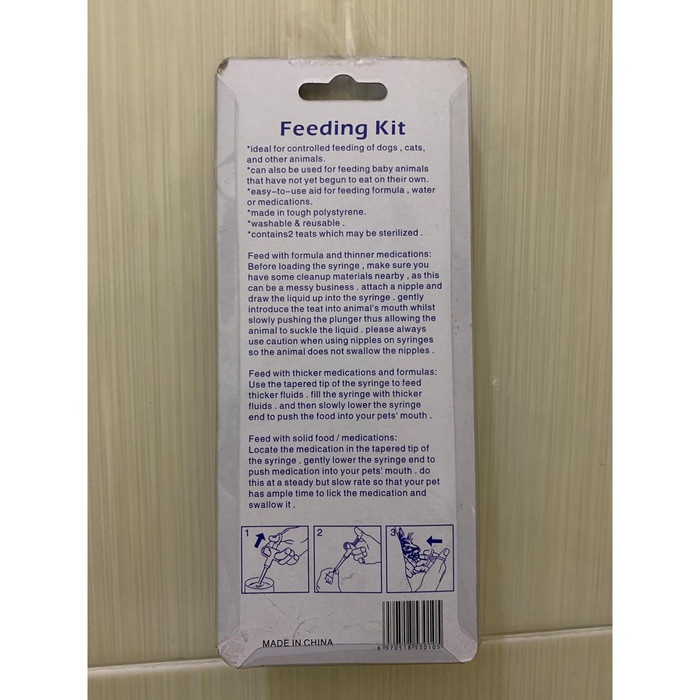 Feeding Kit
*ideal for controlled feeding of dogs , cats,
and other animals.
*can also be used for feeding baby animals
that have not yet begun to eat on their own.
*easy-to-use aid for feeding formula , water
or medications.
*made in tough polystyrene.
*washable & reusable .
*contains2 teats which may be sterilized .
Feed with formula and thinner medications:
Before loading the syringe , make sure you
have some cleanup materials nearby , as this
can be a messy business . attach a nipple and
draw the liquid up into the syringe . gently
introduce the teat into animal's mouth whilst
slowly pushing the plunger thus allowing the
animal to suckle the liquid . please always
use caution when using nipples on syringes
so the animal does not swallow the nipples .
Feed with thicker medications and formulas:
Use the tapered tip of the syringe to feed
thicker fluids . fill the syringe with thicker
fluids . and then slowly lower the syringe
end to push the food into your pets' mouth .
Feed with solid food / medications:
Locate the medication in the tapered tip of
the syringe . gently lower the syringe end to
push medication into your pets' mouth . do
this at a steady but slow rate so that your pet
has ample time to lick the medication and
swallow it .
1 2 3
MADE IN CHINA
6 970518 530105